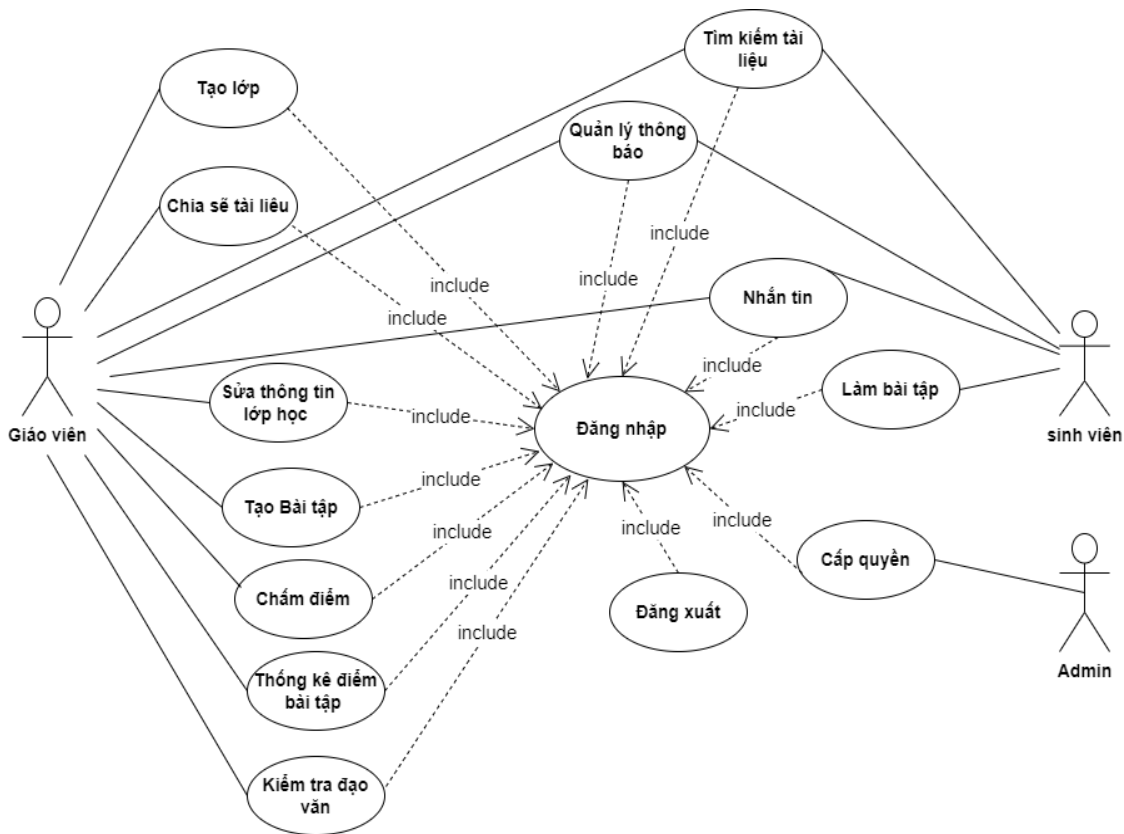 Tìm kiếm tài
liệu
Tạo lớp
Quản lý thông
báo
Chia sẽ tài liêu
include
include
include
include
Nhắn tin
include
Sửa thông tin
lớp học
include
include
Làm bài tập
Đăng nhập
Giáo viên
sinh viên
include
Tạo Bài tập
include
include
include
Cấp quyền
include
Chấm điểm
Đăng xuất
include
Thống kê điểm
bài tập
Admin
Kiểm tra đạo
văn